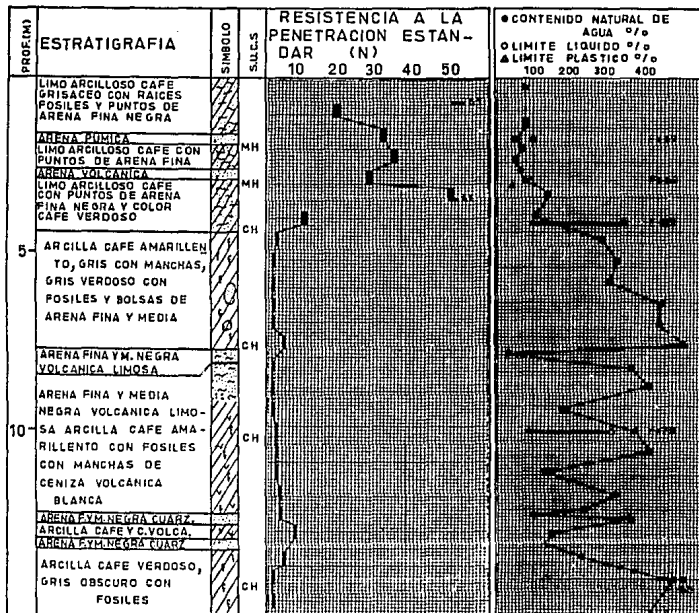 PROF.(M)
ESTRATIGRAFIA
SIMBOLO
S.U.C.S.
RESISTENCIA A LA
PENETRACION ESTAN-
DAR (N)
10 20 30 40 50
CONTENIDO NATURAL DE
AGUA º/o
LIMITE LIQUIDO º/o
LIMITE PLASTICO º/o
100 200 300 400
LIMO ARCILLOSO CAFE
GRISACEO CON RAICES
FOSILES Y PUNTOS DE
ARENA FINA NEGRA
ARENA PUMICA
LIMO ARCILLOSO CAFE CON
PUNTOS DE ARENA FINA
MH
ARENA VOLCANICA
LIMO ARCILLOSO CAFE
CON PUNTOS DE ARENA
FINA NEGRA Y COLOR
CAFE VERDOSO
MH
CH
5
ARCILLA CAFE AMARILLEN
TO, GRIS CON MANCHAS,
GRIS VERDOSO CON
FOSILES Y BOLSAS DE
ARENA FINA Y MEDIA
CH
ARENA FINA Y M. NEGRA
VOLCANICA LIMOSA
ARENA FINA Y MEDIA
NEGRA VOLCANICA LIMO-
SA ARCILLA CAFE AMA-
RILLENTO CON FOSILES
CON MANCHAS DE
CENIZA VOLCANICA
BLANCA
10
CH
ARENA F.Y M. NEGRA CUARZ.
ARCILLA CAFE Y C. VOLCA.
ARENA F.Y M. NEGRA CUARZ
ARCILLA CAFE VERDOSO,
GRIS OBSCURO CON
FOSILES
CH